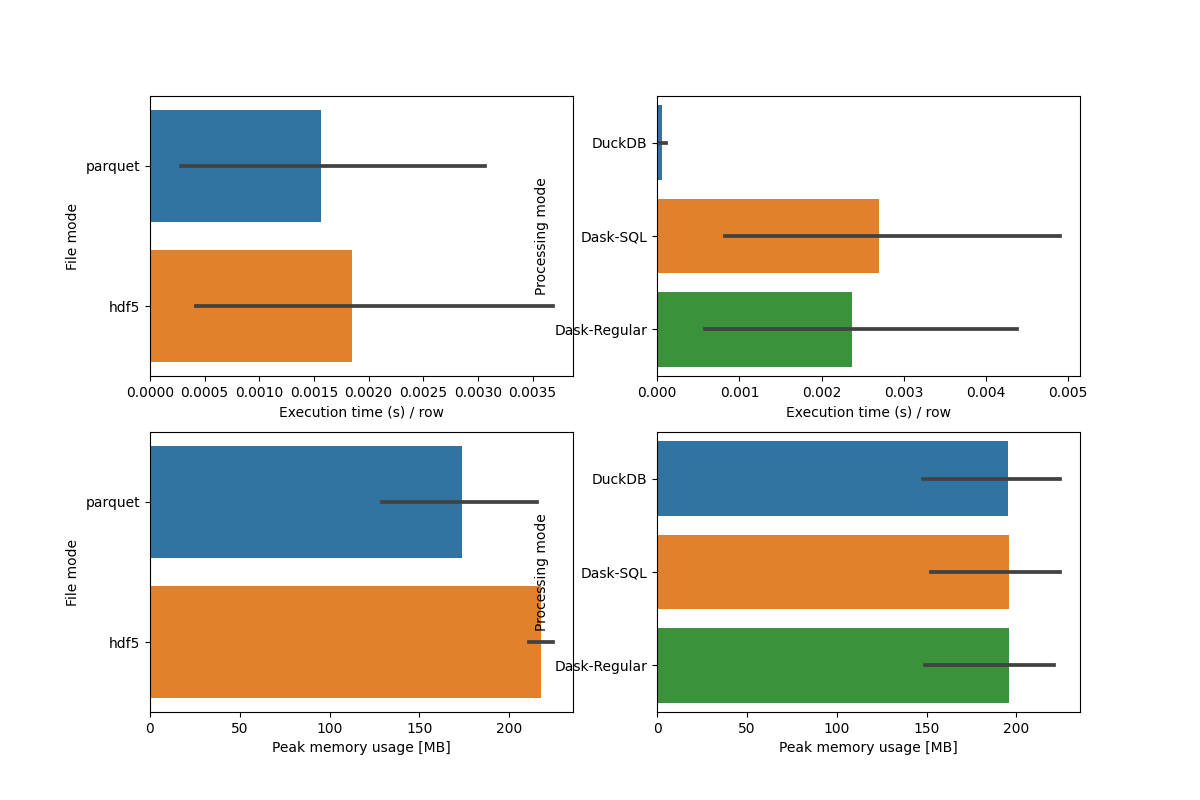 File mode
parquet
hdf5
0.0000 0.0005 0.0010 0.0015 0.0020 0.0025 0.0030 0.0035
Execution time (s) / row
Processing mode
DuckDB
Dask-SQL
Dask-Regular
0.000 0.001 0.002 0.003 0.004 0.005
Execution time (s) / row
File mode
parquet
hdf5
0 50 100 150 200
Peak memory usage [MB]
Processing mode
DuckDB
Dask-SQL
Dask-Regular
0 50 100 150 200
Peak memory usage [MB]